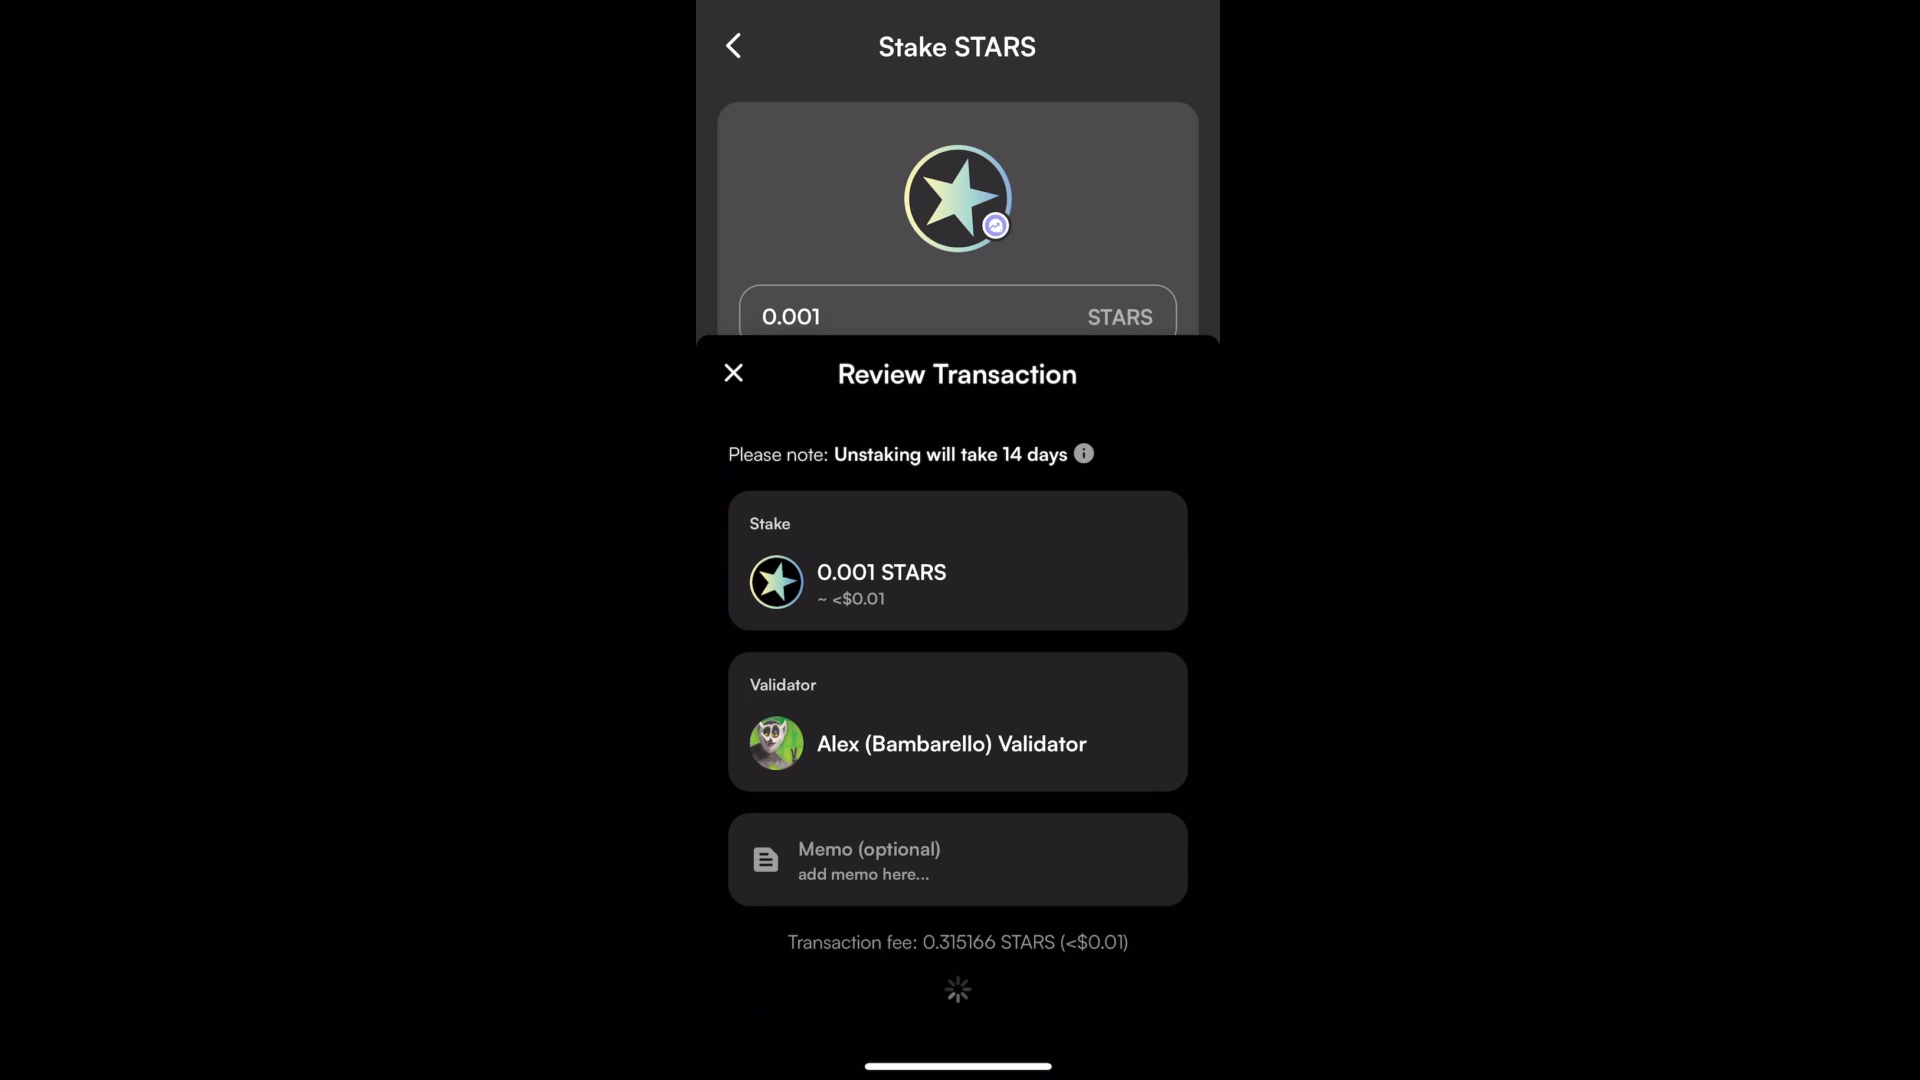 Stake STARS
0.001 STARS
Review Transaction
Please note: Unstaking will take 14 days
Stake
0.001 STARS
~ <$0.01
Validator
Alex (Bambarello) Validator
Memo (optional)
add memo here...
Transaction fee: 0.315166 STARS (<$0.01)